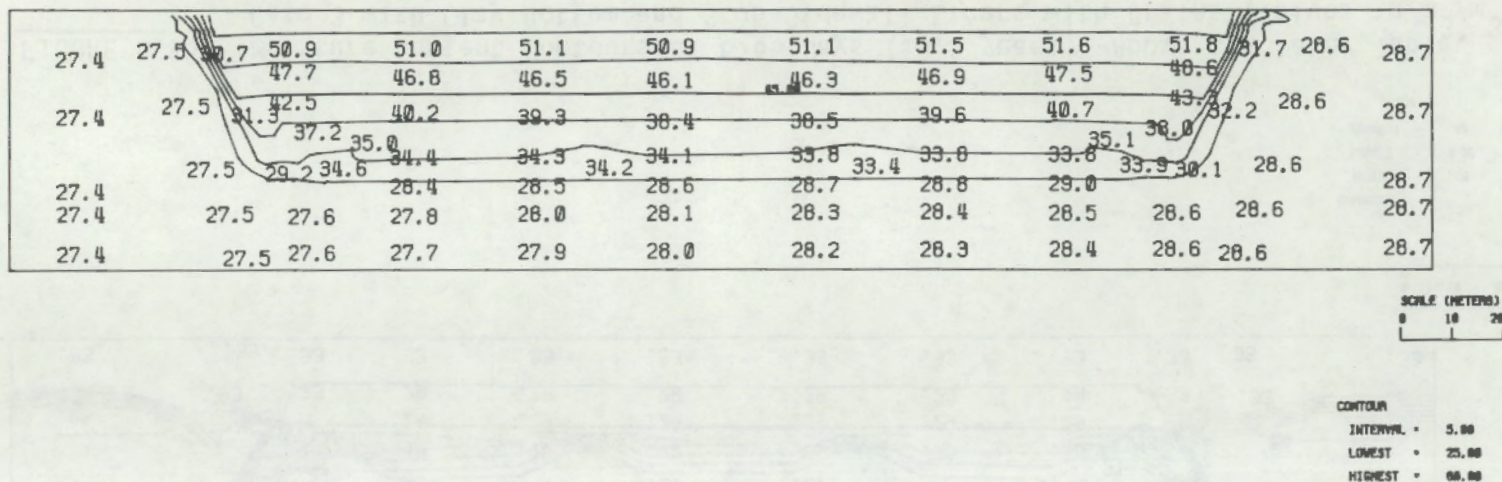 27.4 27.5 30.7 50.9 51.0 51.1 50.9 51.1 51.5 51.6 51.8 31.7 28.6 28.7
47.7 46.8 46.5 46.1 46.3 46.9 47.5 48.6
27.4 27.5 31.3 42.5 40.2 39.3 38.4 38.5 39.6 40.7 43.3 32.2 28.6 28.7
37.2 35.0 35.1 38.0
27.5 29.2 34.6 34.4 34.3 34.2 34.1 33.8 33.4 33.8 33.8 33.9 30.1 28.6
27.4 28.4 28.5 28.6 28.7 28.8 29.0 28.7
27.4 27.5 27.6 27.8 28.0 28.1 28.3 28.4 28.5 28.6 28.6 28.7
27.4 27.5 27.6 27.7 27.9 28.0 28.2 28.3 28.4 28.6 28.6 28.7
SCALE (METERS)
0 10 20
CONTOUR
INTERVAL = 5.00
LOWEST = 25.00
HIGHEST = 60.00